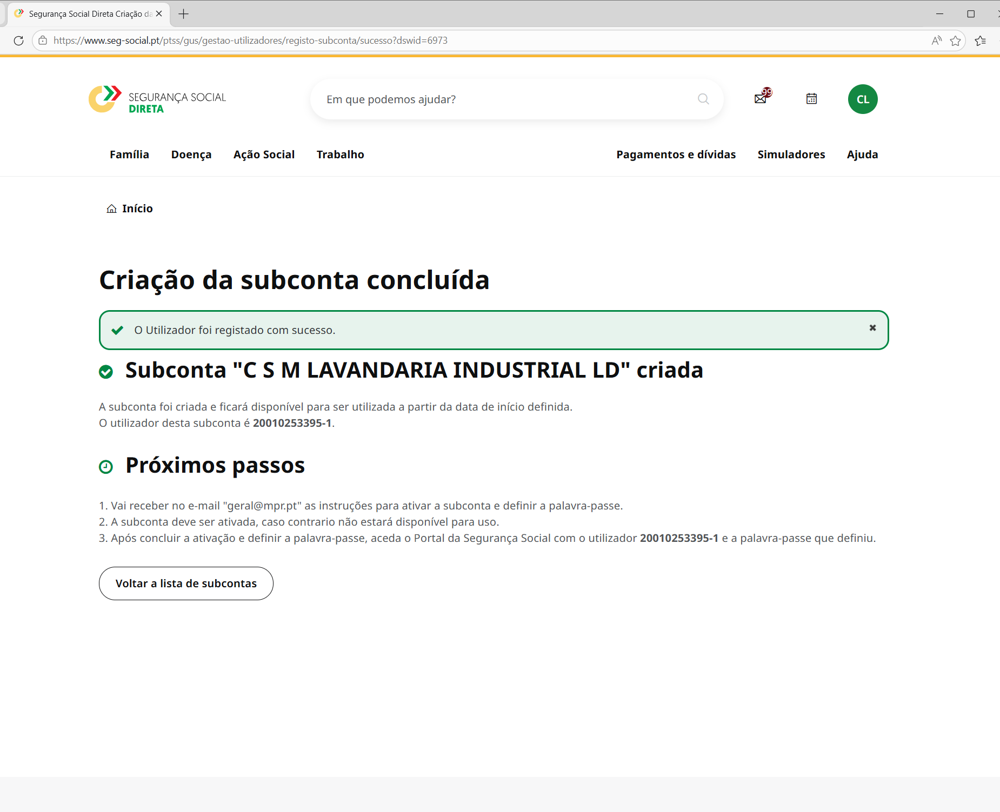 Segurança Social Direta Criação da
https://www.seg-social.pt/ptss/gus/gestao-utilizadores/registo-subconta/sucesso?dswid=6973
SEGURANÇA SOCIAL
DIRETA
Em que podemos ajudar?
99
CL
Família Doença Ação Social Trabalho Pagamentos e dívidas Simuladores Ajuda
Início
Criação da subconta concluída
O Utilizador foi registado com sucesso.
Subconta "C S M LAVANDARIA INDUSTRIAL LD" criada
A subconta foi criada e ficará disponível para ser utilizada a partir da data de início definida.
O utilizador desta subconta é 20010253395-1.
Próximos passos
1. Vai receber no e-mail "geral@mpr.pt" as instruções para ativar a subconta e definir a palavra-passe.
2. A subconta deve ser ativada, caso contrario não estará disponível para uso.
3. Após concluir a ativação e definir a palavra-passe, aceda o Portal da Segurança Social com o utilizador 20010253395-1 e a palavra-passe que definiu.
Voltar a lista de subcontas